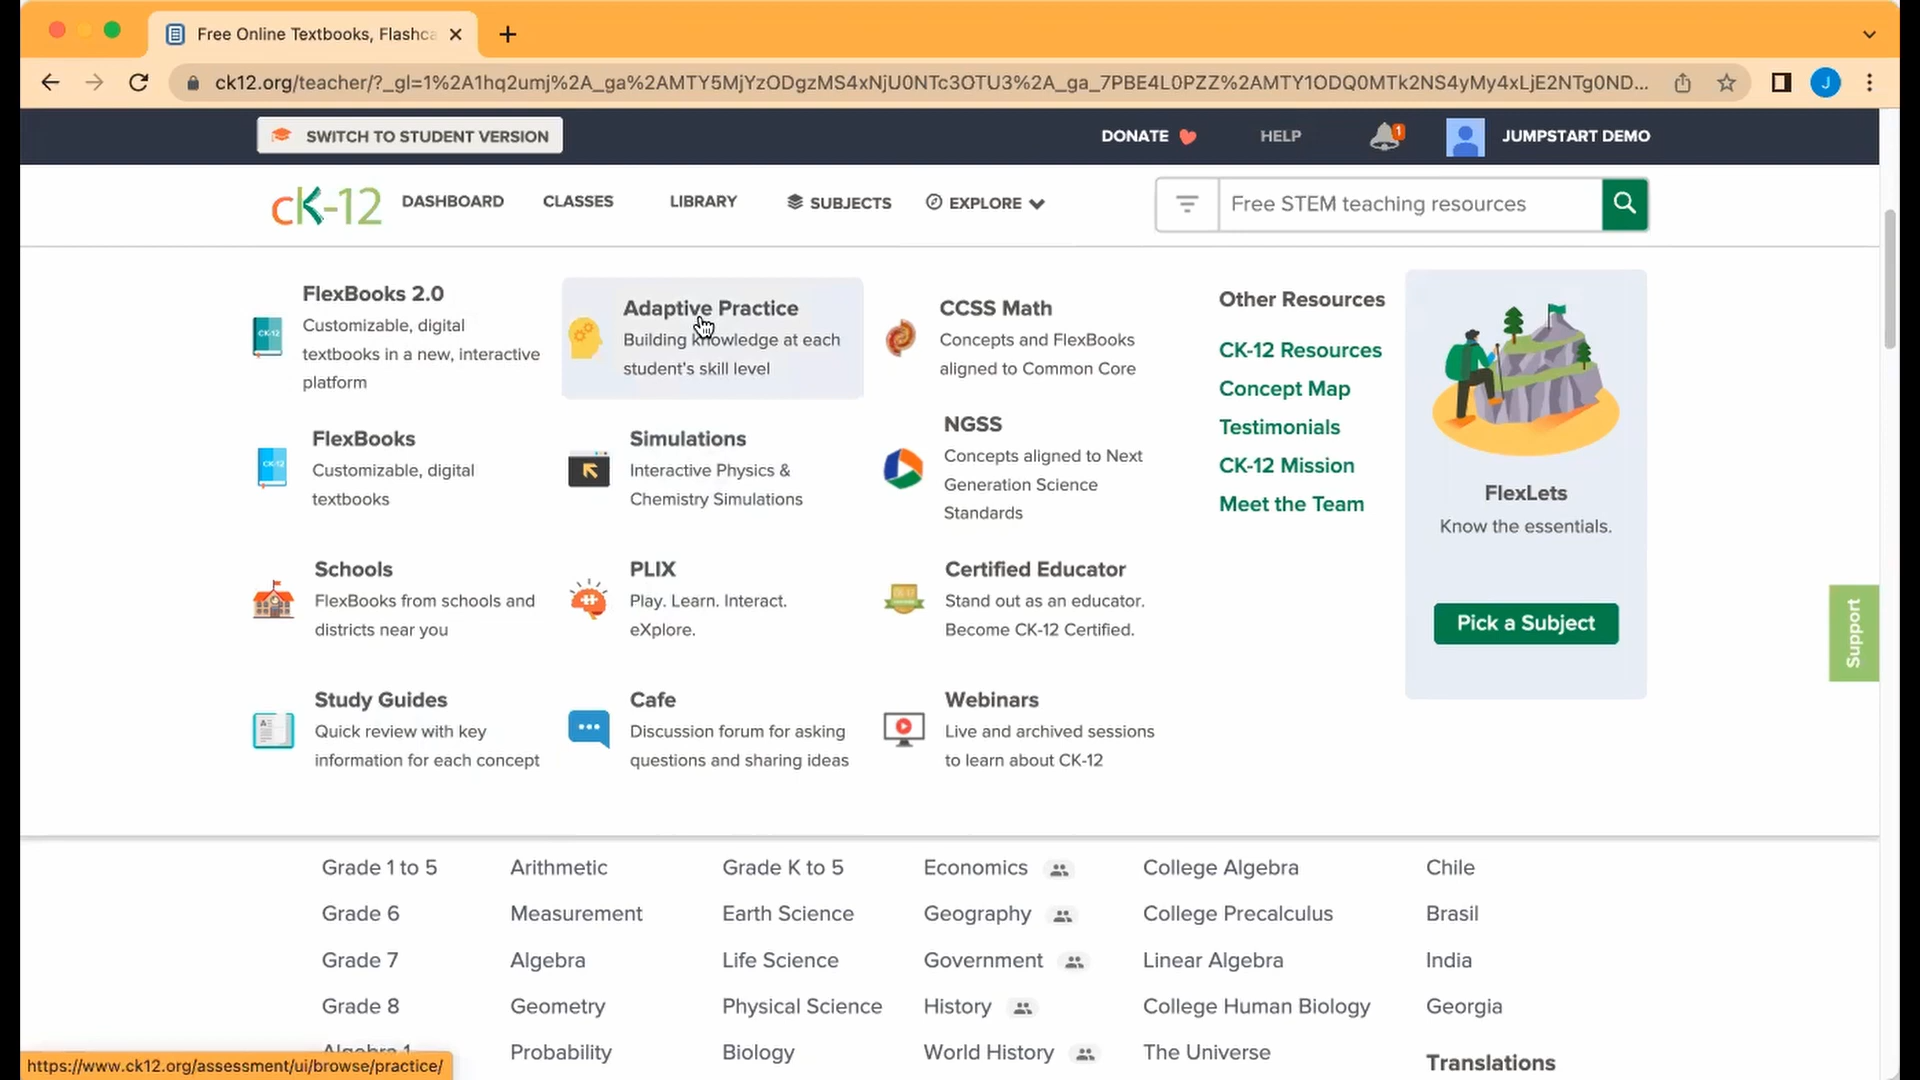 Free Online Textbooks, Flashca
ck12.org/teacher/?_gl=1%2A1hq2umj%2A_ga%2AMTY5MjYzODgzMS4xNjU0NTc3OTU3%2A_ga_7PBE4L0PZZ%2AMTY1ODQ0MTk2NS4yMy4xLjE2NTg0ND...
J
SWITCH TO STUDENT VERSION
DONATE
HELP
1
JUMPSTART DEMO
cK-12
DASHBOARD
CLASSES
LIBRARY
SUBJECTS
EXPLORE
Free STEM teaching resources
FlexBooks 2.0
Customizable, digital
textbooks in a new, interactive
platform
CK-12
Adaptive Practice
Building knowledge at each
student's skill level
CCSS Math
Concepts and FlexBooks
aligned to Common Core
FlexBooks
Customizable, digital
textbooks
CK-12
Simulations
Interactive Physics &
Chemistry Simulations
NGSS
Concepts aligned to Next
Generation Science
Standards
Schools
FlexBooks from schools and
districts near you
PLIX
Play. Learn. Interact.
eXplore.
Certified Educator
Stand out as an educator.
Become CK-12 Certified.
Study Guides
Quick review with key
information for each concept
Cafe
Discussion forum for asking
questions and sharing ideas
Webinars
Live and archived sessions
to learn about CK-12
Other Resources
CK-12 Resources
Concept Map
Testimonials
CK-12 Mission
Meet the Team
FlexLets
Know the essentials.
Pick a Subject
Support
Grade 1 to 5
Arithmetic
Grade K to 5
Economics
College Algebra
Chile
Grade 6
Measurement
Earth Science
Geography
College Precalculus
Brasil
Grade 7
Algebra
Life Science
Government
Linear Algebra
India
Grade 8
Geometry
Physical Science
History
College Human Biology
Georgia
Algebra 1
Probability
Biology
World History
The Universe
Translations
https://www.ck12.org/assessment/ui/browse/practice/